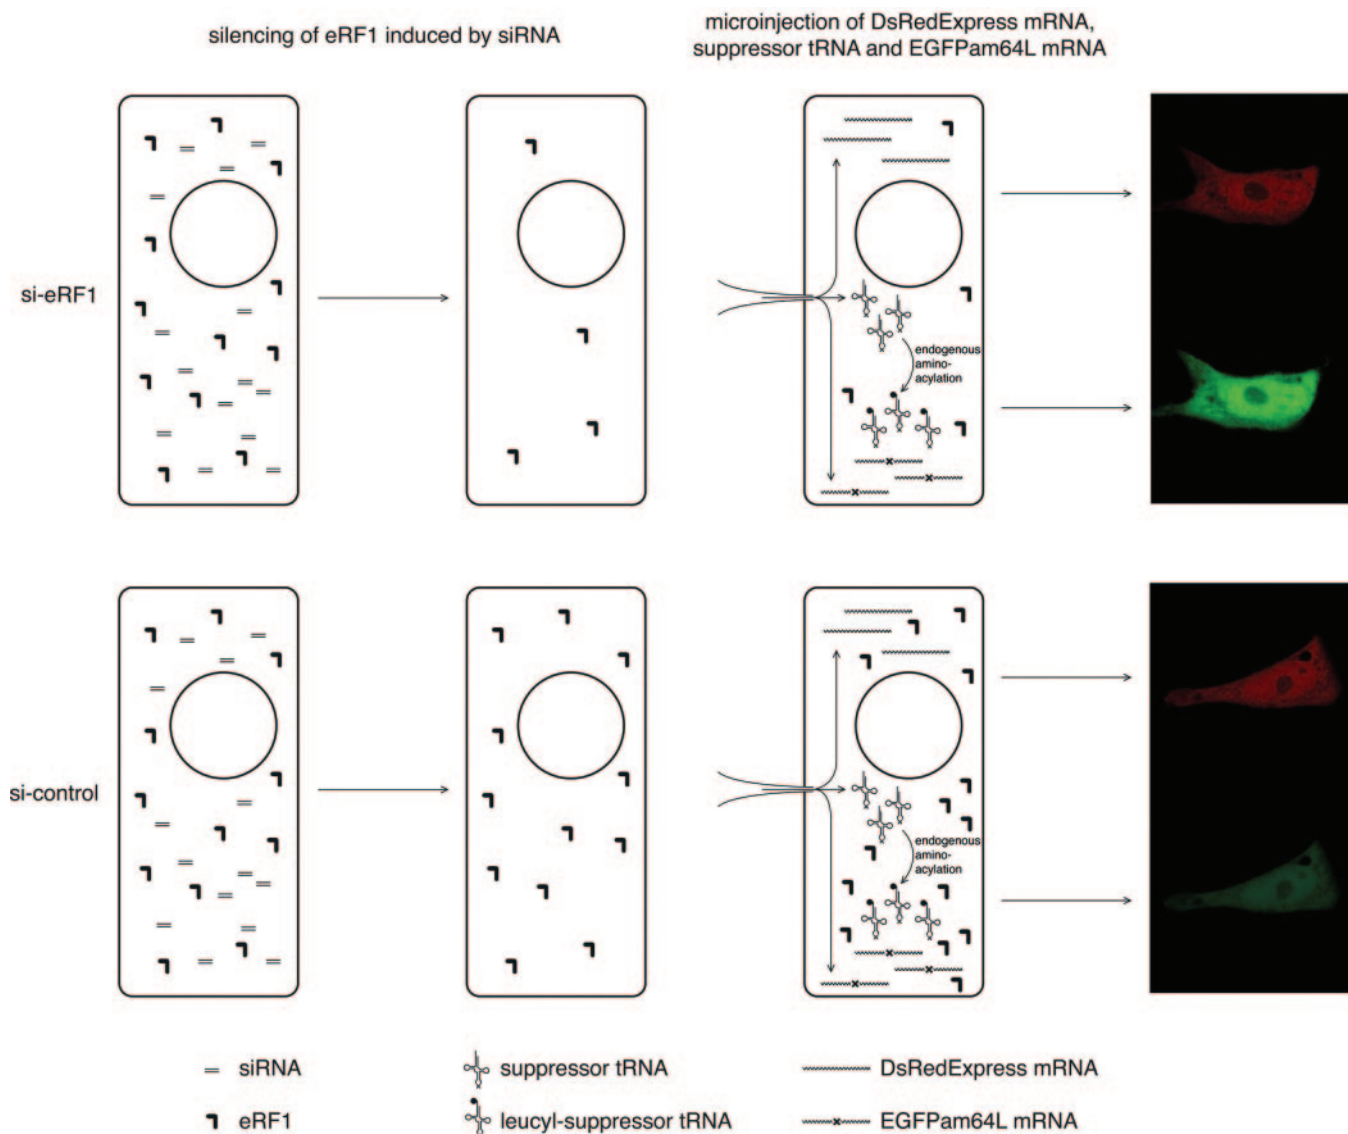 silencing of eRF1 induced by siRNA
microinjection of DsRedExpress mRNA,
suppressor tRNA and EGFPam64L mRNA
si-eRF1
endogenous
amino-
acylation
si-control
endogenous
amino-
acylation
siRNA
suppressor tRNA
DsRedExpress mRNA
eRF1
leucyl-suppressor tRNA
EGFPam64L mRNA